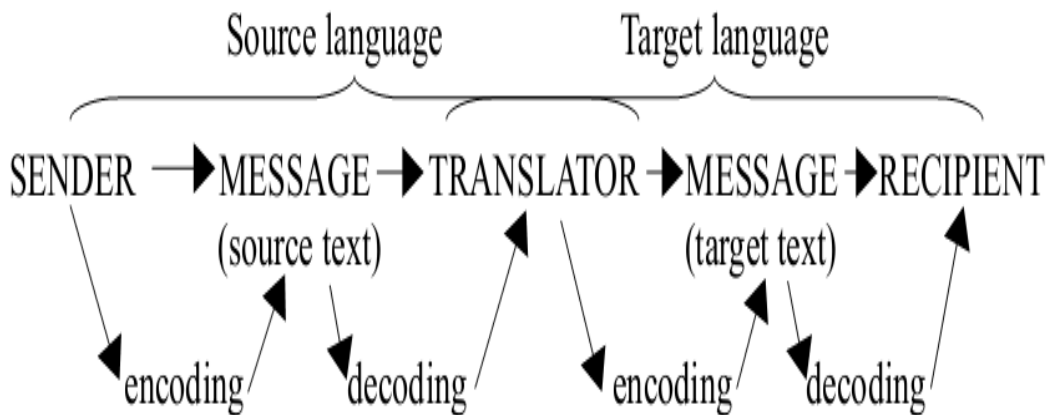 Source language Target language
SENDER MESSAGE TRANSLATOR MESSAGE RECIPIENT
(source text) (target text)
encoding decoding encoding decoding